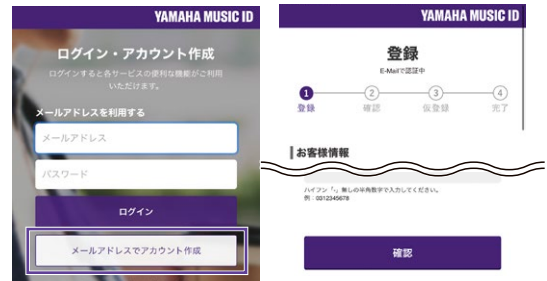 YAMAHA MUSIC ID
ログイン・アカウント作成
ログインすると各サービスの便利な機能がご利用
いただけます。
メールアドレスを利用する
メールアドレス
パスワード
ログイン
メールアドレスでアカウント作成
YAMAHA MUSIC ID
登録
E-Mailで認証中
1 2 3 4
登録 確認 仮登録 完了
お客様情報
ハイフン「-」無しの半角数字で入力してください。
例：0312345678
確認